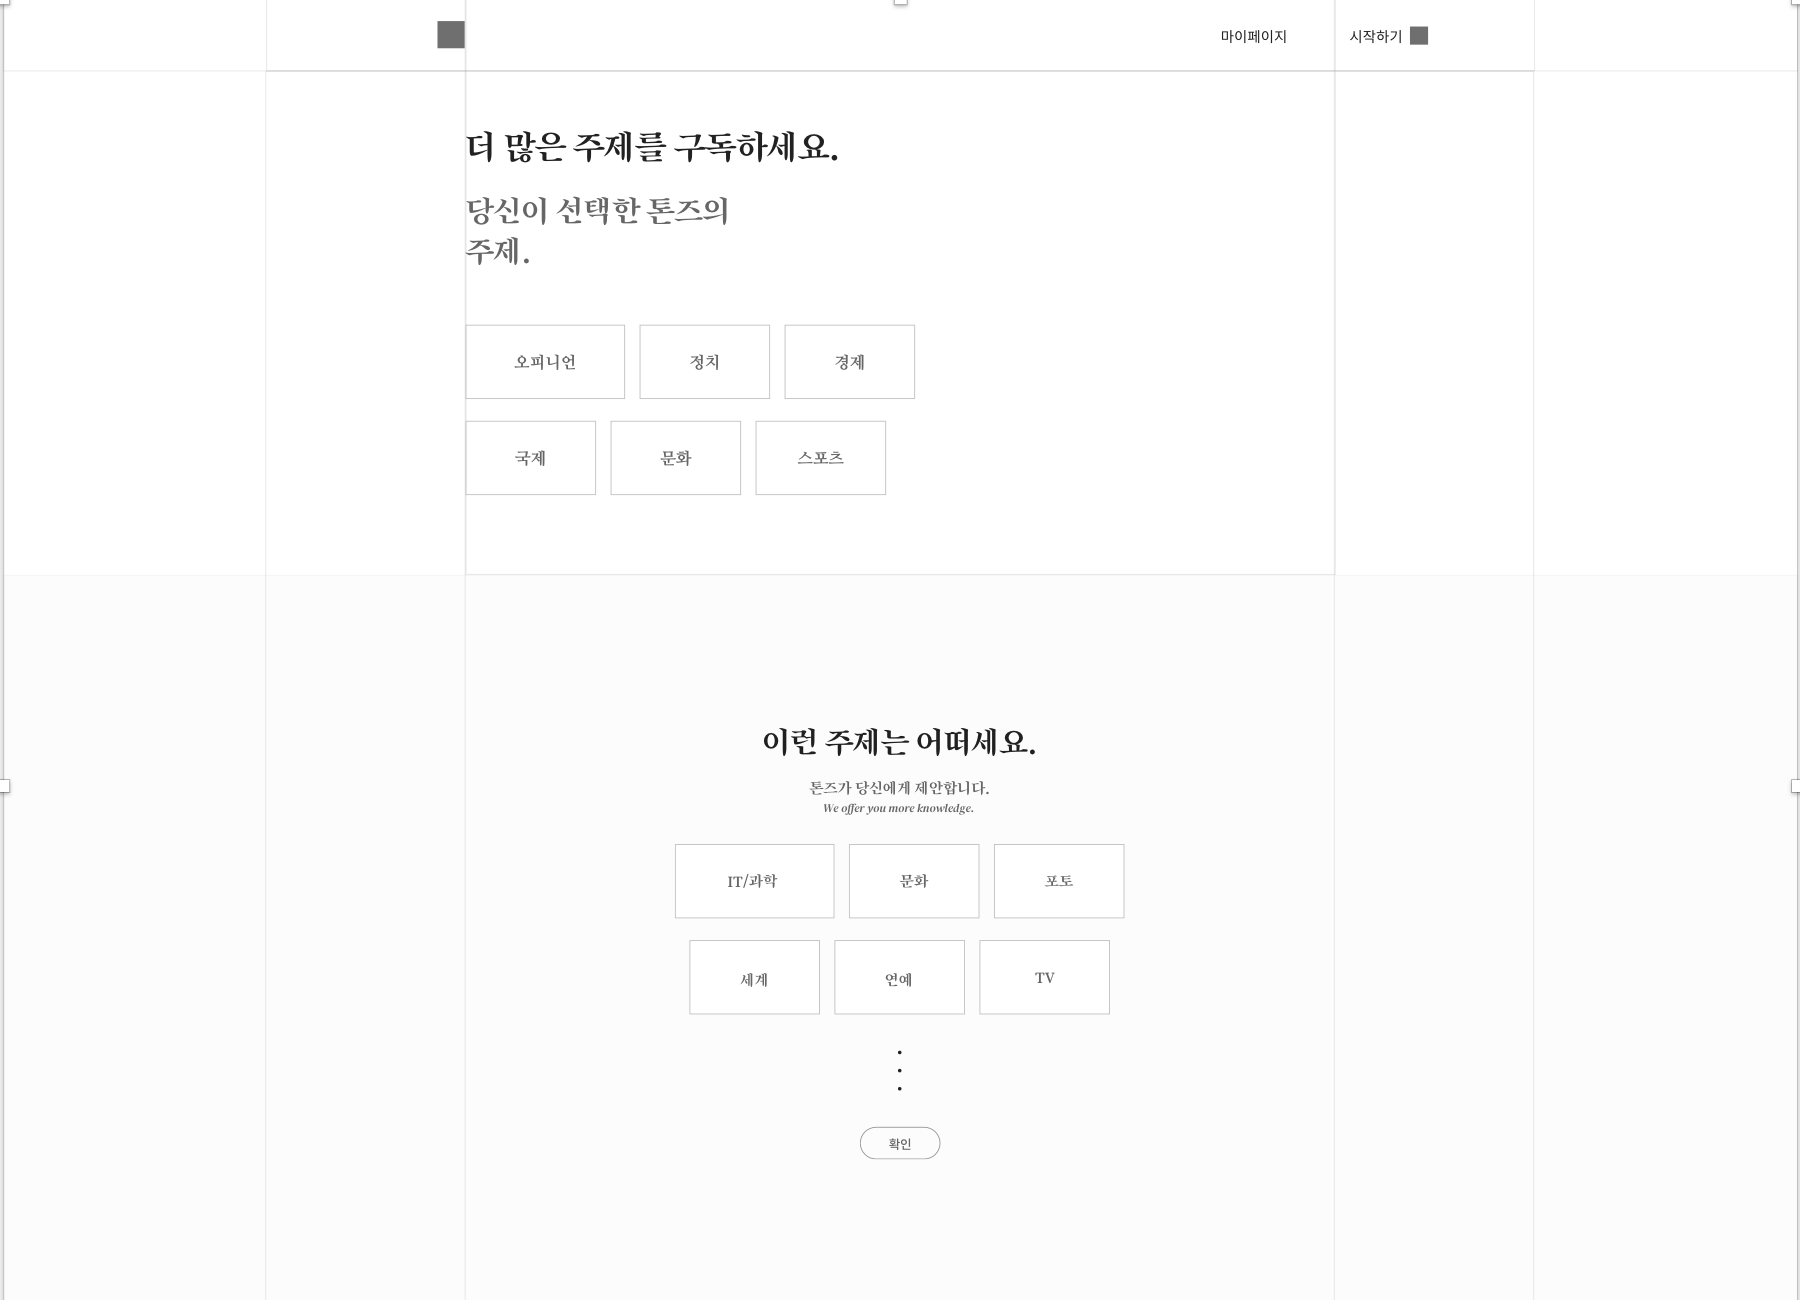 마이페이지
시작하기
더 많은 주제를 구독하세요.
당신이 선택한 톤즈의
주제.
오피니언
정치
경제
국제
문화
스포츠
이런 주제는 어떠세요.
톤즈가 당신에게 제안합니다.
We offer you more knowledge.
IT/과학
문화
포토
세계
연예
TV
확인